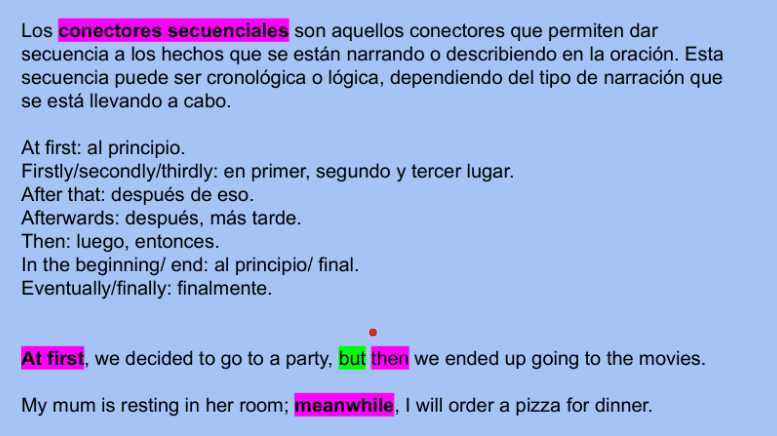 Los conectores secuenciales son aquellos conectores que permiten dar
secuencia a los hechos que se están narrando o describiendo en la oración. Esta
secuencia puede ser cronológica o lógica, dependiendo del tipo de narración que
se está llevando a cabo.
At first: al principio.
Firstly/secondly/thirdly: en primer, segundo y tercer lugar.
After that: después de eso.
Afterwards: después, más tarde.
Then: luego, entonces.
In the beginning/ end: al principio/ final.
Eventually/finally: finalmente.
At first, we decided to go to a party, but then we ended up going to the movies.
My mum is resting in her room; meanwhile, I will order a pizza for dinner.